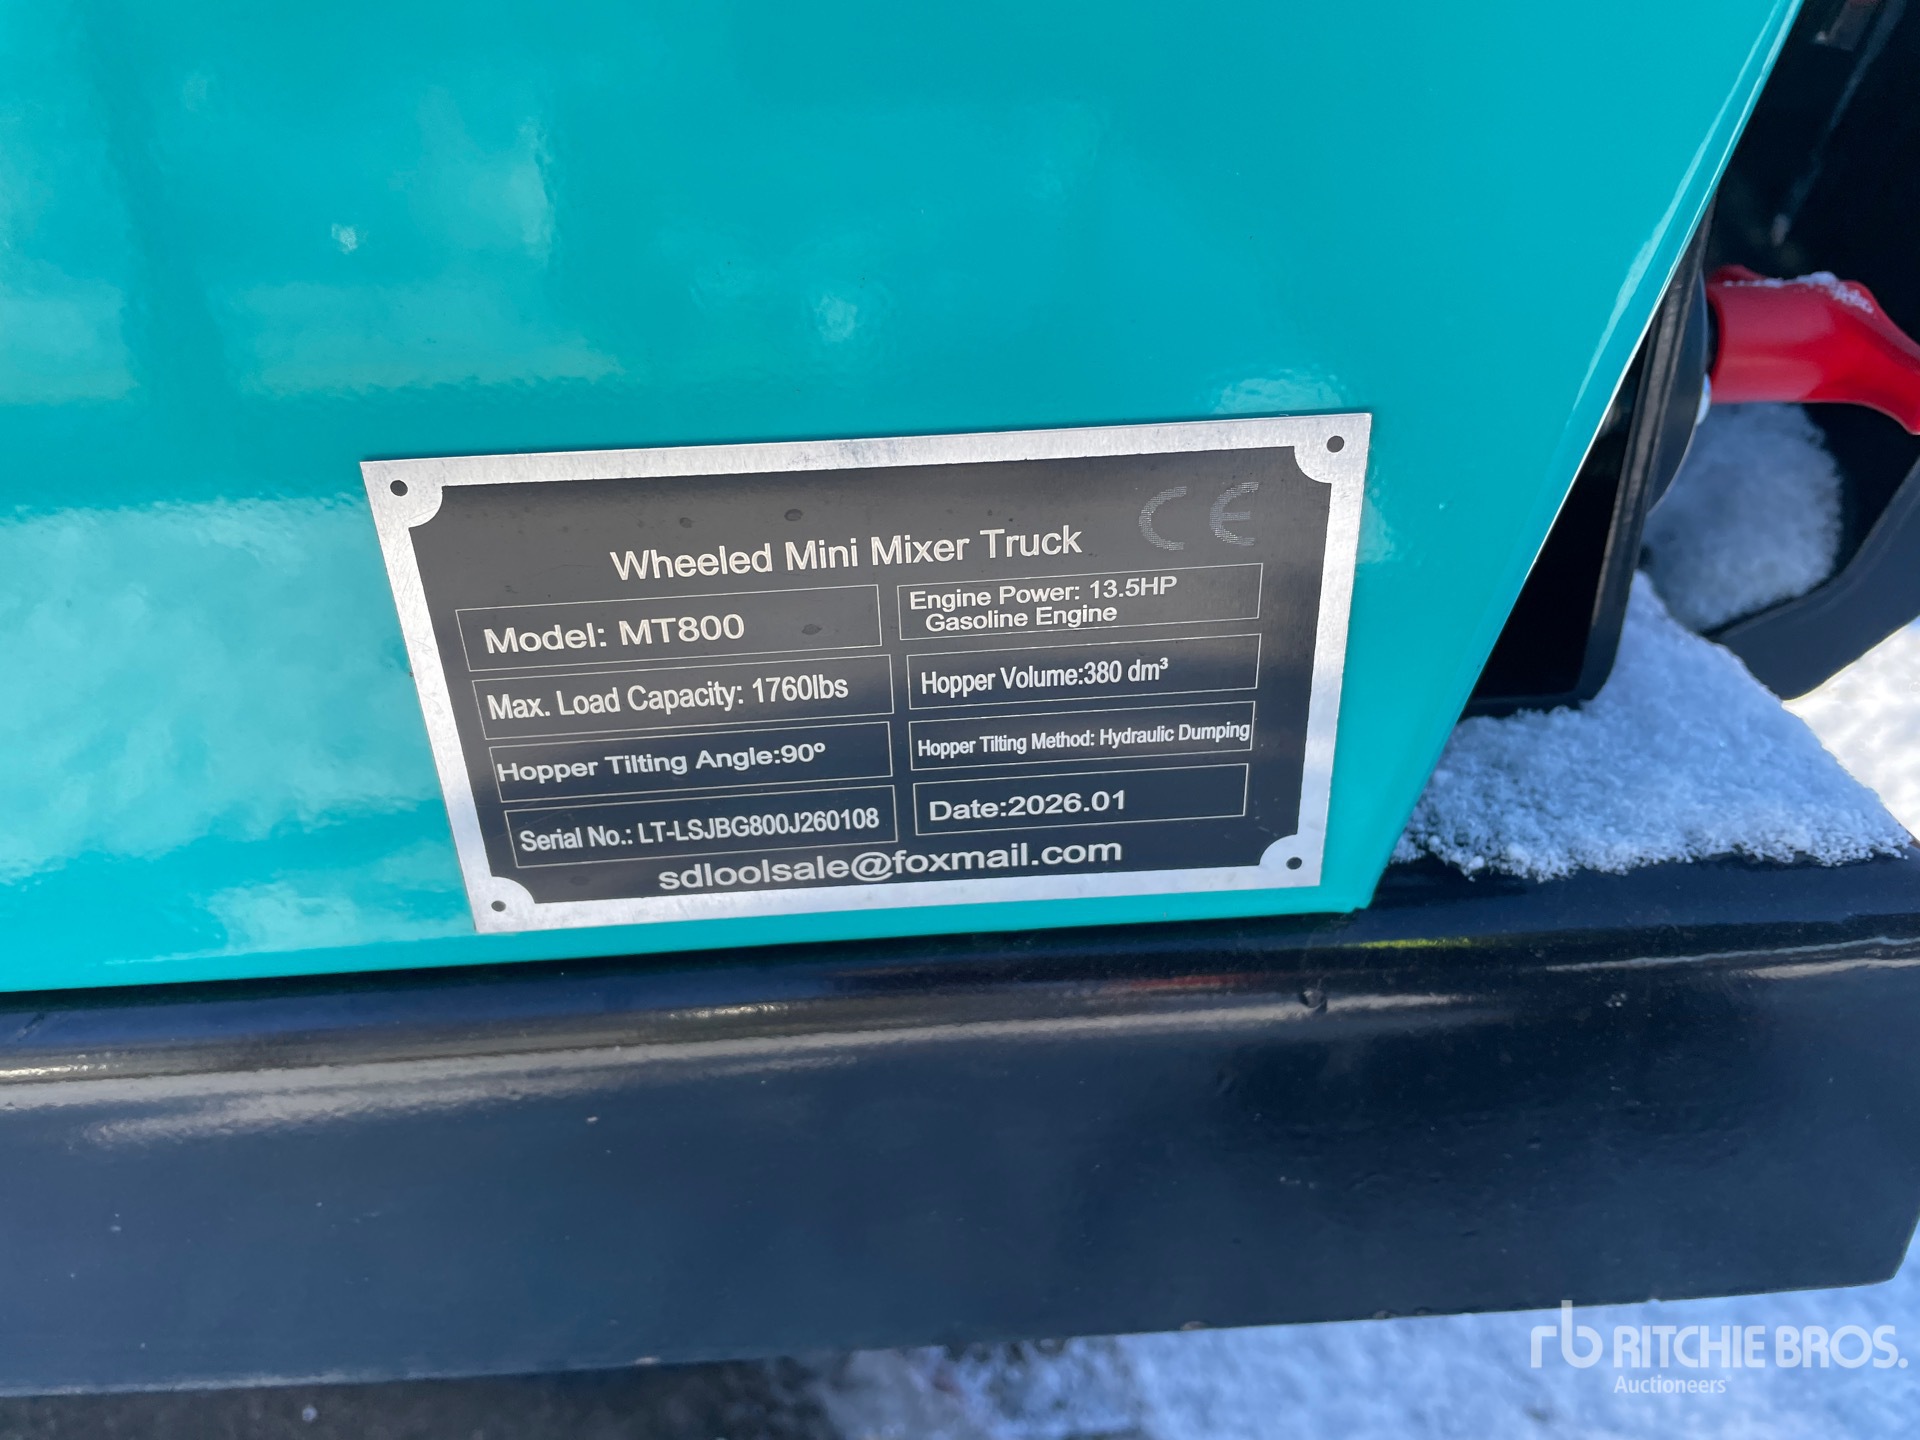 CE
Wheeled Mini Mixer Truck
Model: MT800
Engine Power: 13.5HP
Gasoline Engine
Max. Load Capacity: 1760lbs
Hopper Volume:380 dm³
Hopper Tilting Angle:90º
Hopper Tilting Method: Hydraulic Dumping
Serial No.: LT-LSJBG800J260108
Date:2026.01
sdloolsale@foxmail.com
rb RITCHIE BROS.
Auctioneers